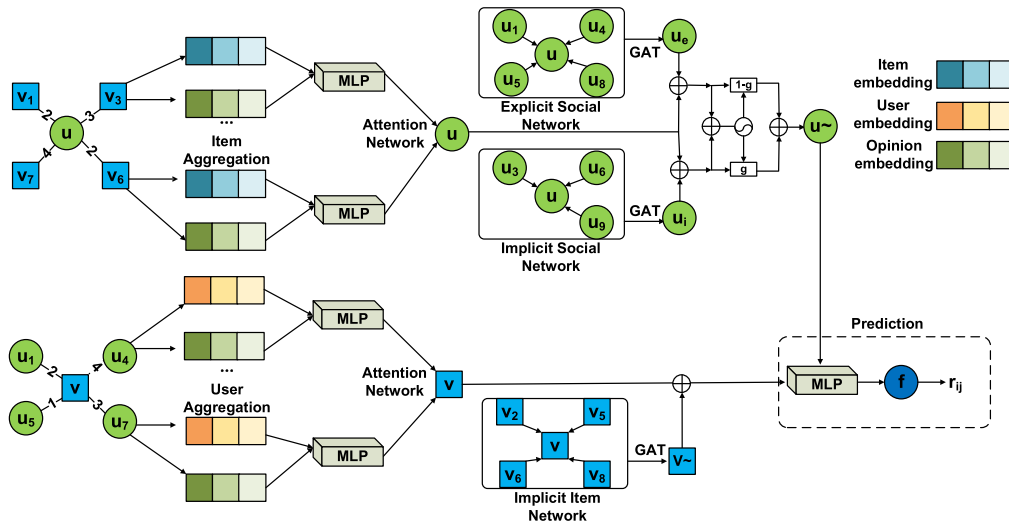 u₁
u₄
u
u₅
u₈
GAT
uₑ
Explicit Social
Network
v₁
v₃
2
3
u
4
2
v₇
v₆
...
Item
Aggregation
MLP
MLP
Attention
Network
u
1-g
g
u~
Item
embedding
User
embedding
Opinion
embedding
u₃
u₆
u
u₉
GAT
uᵢ
Implicit Social
Network
u₁
u₄
2
4
v
1
3
u₅
u₇
...
User
Aggregation
MLP
MLP
Attention
Network
v
v₂
v₅
v
v₆
v₈
GAT
V~
Implicit Item
Network
Prediction
MLP
f
rᵢⱼ